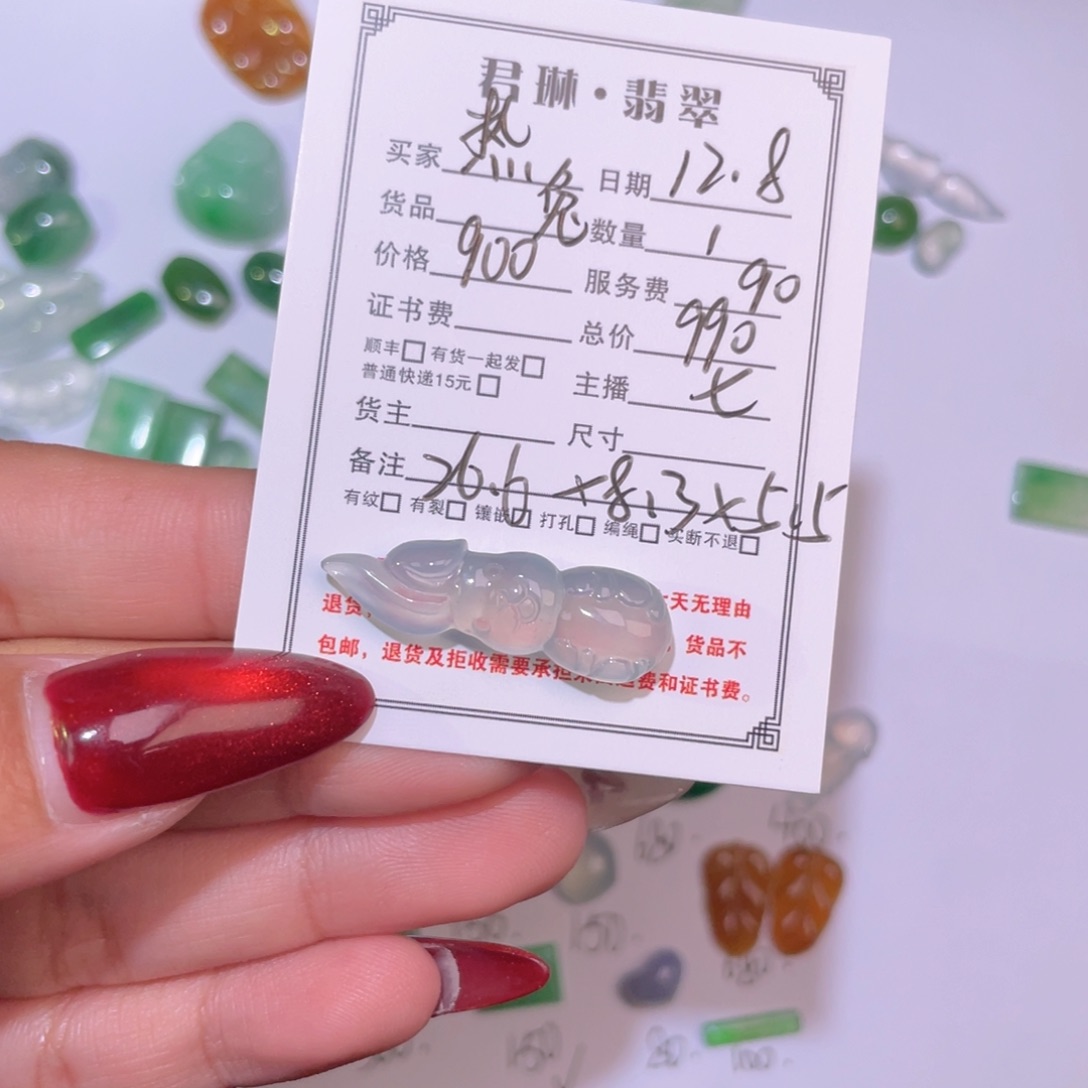 君琳·翡翠
买家 热 日期 12.8
货品 兔 数量 1
价格 900 服务费 90
证书费 总价 990
顺丰 有货一起发
普通快递15元 主播 七
货主 尺寸
备注 26.6×8.3×5.5
有纹 有裂 镶嵌 打孔 编绳 买断不退
退货, 天无理由
货品不
包邮，退货及拒收需要承担 费和证书费。